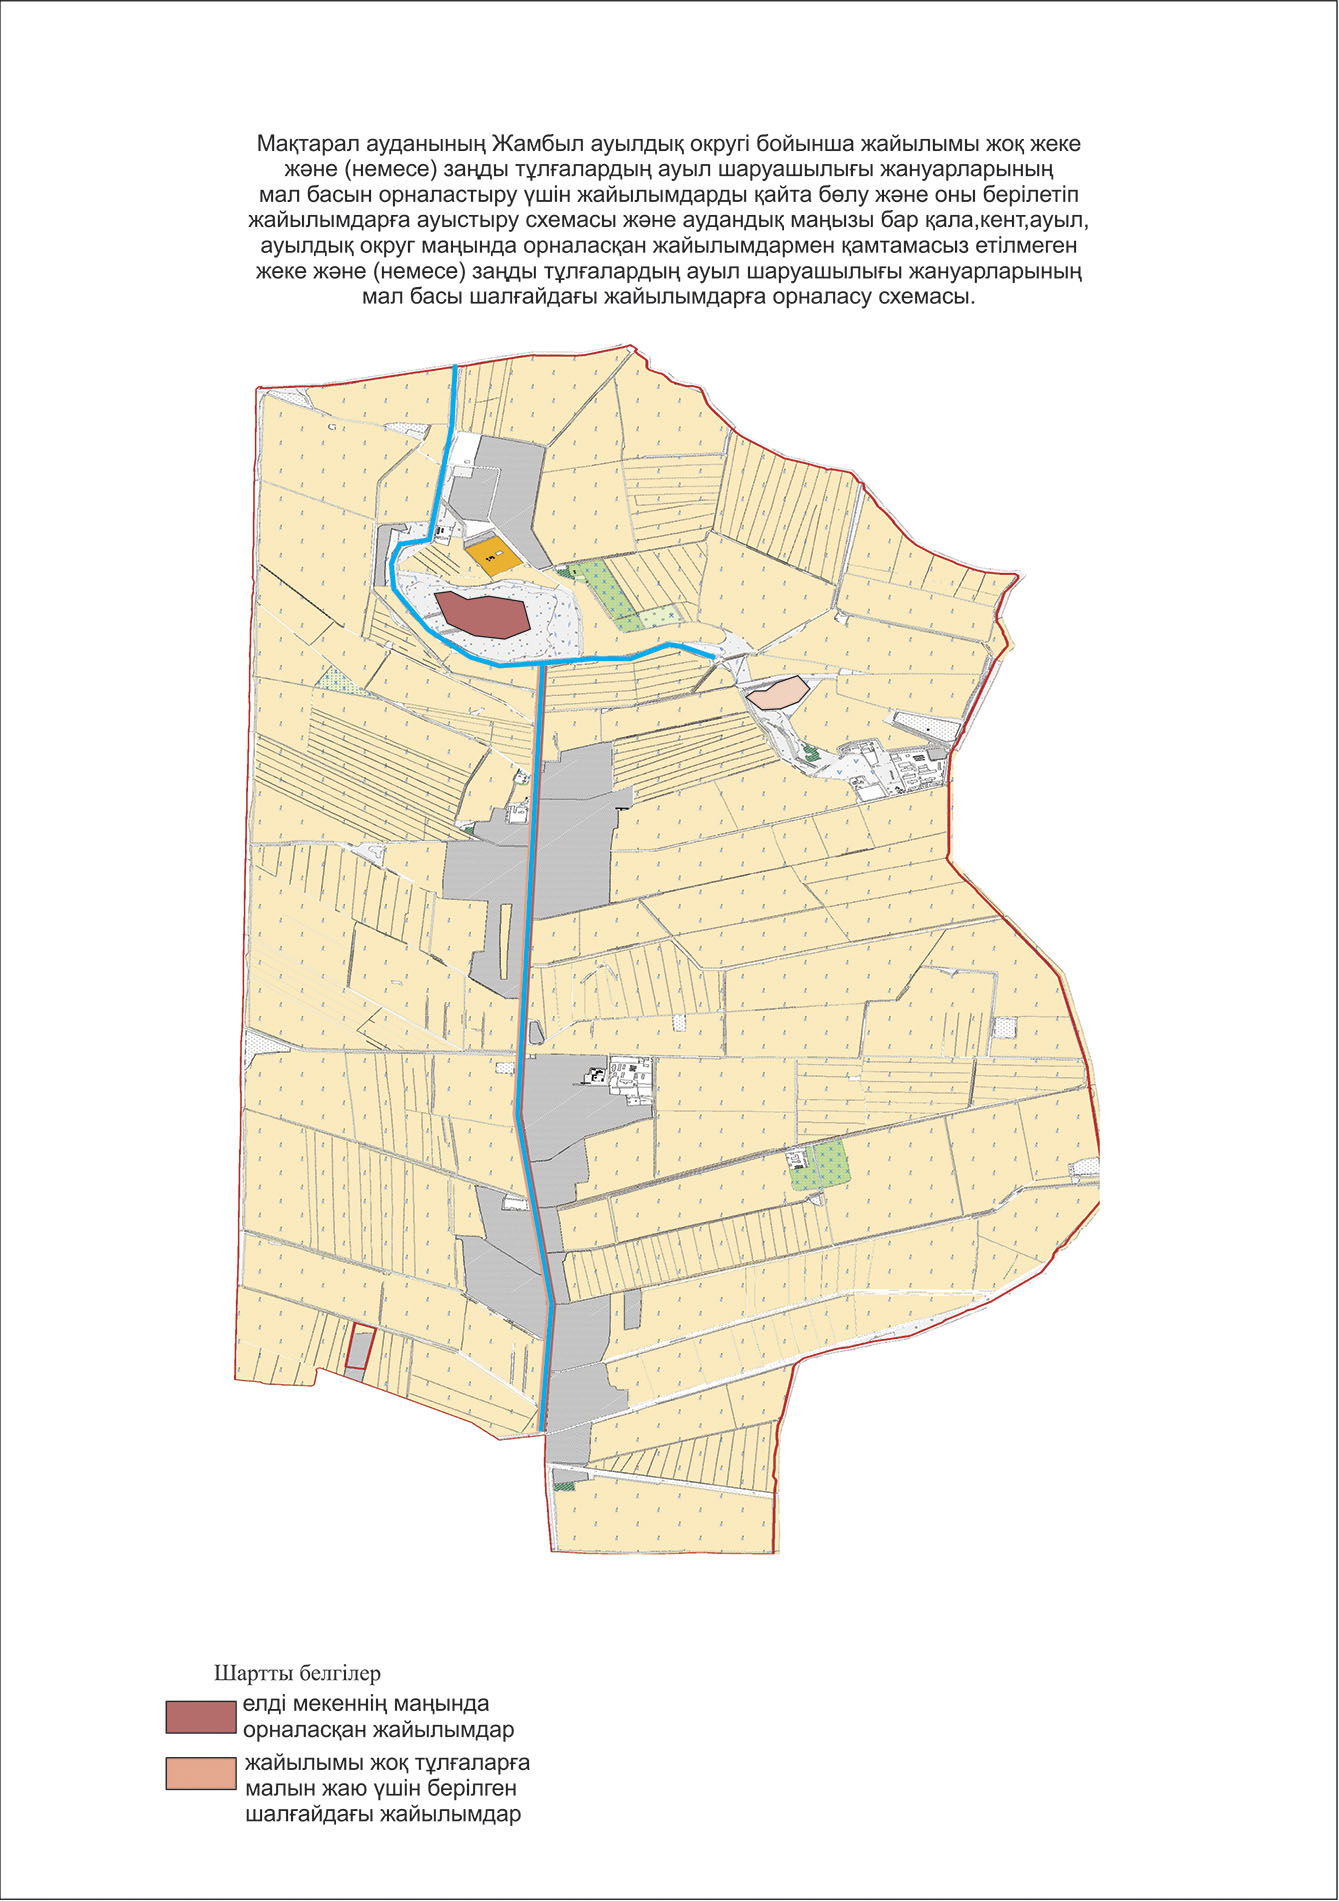 Мақтарал ауданының Жамбыл ауылдық округі бойынша жайылымы жоқ жеке
және (немесе) заңды тұлғалардың ауыл шаруашылығы жануарларының
мал басын орналастыру үшін жайылымдарды қайта бөлу және оны берілетіп
жайылымдарға ауыстыру схемасы және аудандық маңызы бар қала,кент,ауыл,
ауылдық округ маңында орналасқан жайылымдармен қамтамасыз етілмеген
жеке және (немесе) заңды тұлғалардың ауыл шаруашылығы жануарларының
мал басы шалғайдағы жайылымдарға орналасу схемасы.
Шартты белгілер
елді мекеннің маңында
орналасқан жайылымдар
жайылымы жоқ тұлғаларға
малын жаю үшін берілген
шалғайдағы жайылымдар